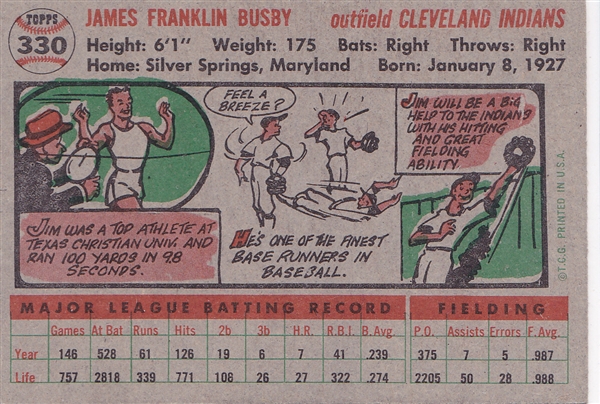 TOPPS
330
JAMES FRANKLIN BUSBY outfield CLEVELAND INDIANS
Height: 6'1" Weight: 175 Bats: Right Throws: Right
Home: Silver Springs, Maryland Born: January 8, 1927
JIM WAS A TOP ATHLETE AT
TEXAS CHRISTIAN UNIV. AND
RAN 100 YARDS IN 9.8
SECONDS.
FEEL A
BREEZE?
HE'S ONE OF THE FINEST
BASE RUNNERS IN
BASEBALL.
JIM WILL BE A BIG
HELP TO THE INDIANS
WITH HIS HITTING
AND GREAT
FIELDING
ABILITY.
©T.C.G. PRINTED IN U.S.A.
MAJOR LEAGUE BATTING RECORD FIELDING
Games At Bat Runs Hits 2b 3b H.R. R.B.I. B.Avg. P.O. Assists Errors F.Avg.
Year 146 528 61 126 19 6 7 41 .239 375 7 5 .987
Life 757 2818 339 771 108 26 27 322 .274 2205 50 28 .988